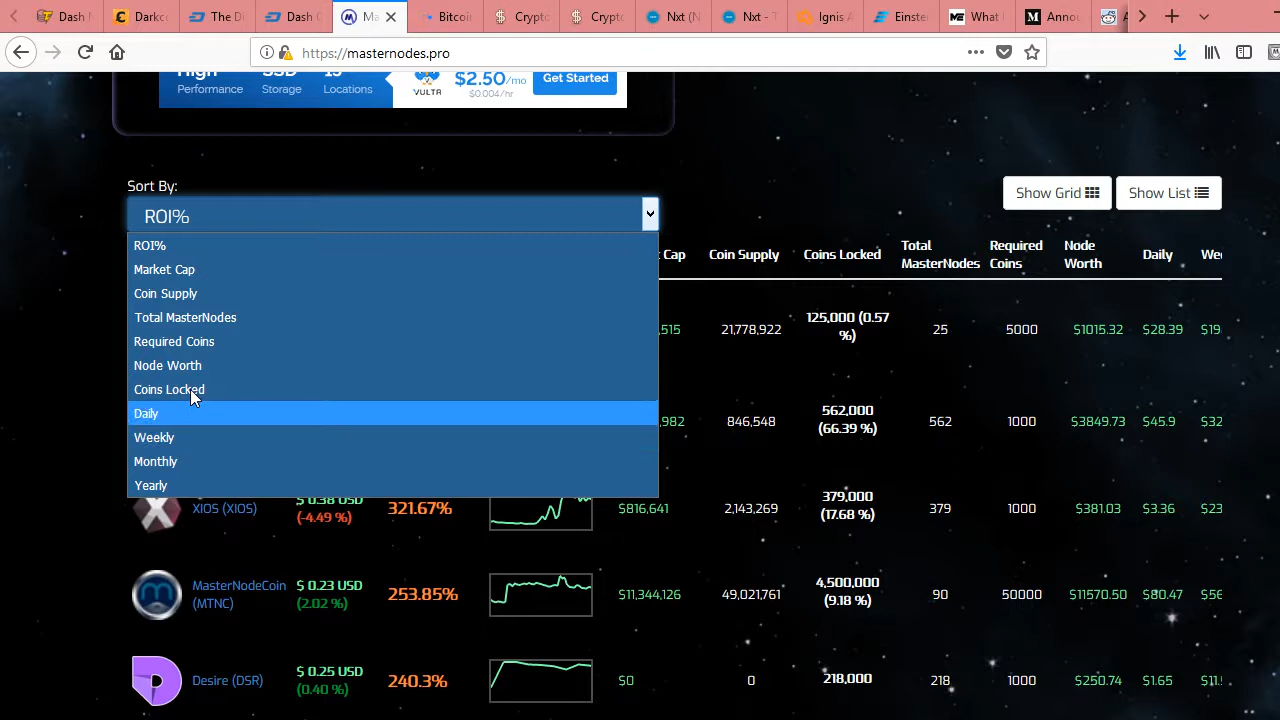 Dash
Darkc
The D
Dash C
Ma
Bitcoi
Crypto
Crypto
Nxt (N
Nxt - T
Ignis A
Einstei
What
Annou
A
https://masternodes.pro
High
Performance
SSD
Storage
15
Locations
VULTR
$2.50/mo
$0.004/hr
Get Started
Sort By:
Show Grid
Show List
ROI%
ROI%
Market Cap
Coin Supply
Total MasterNodes
Required Coins
Node Worth
Coins Locked
Daily
Weekly
Monthly
Yearly
Cap
Coin Supply
Coins Locked
Total
MasterNodes
Required
Coins
Node
Worth
Daily
We
,515
21,778,922
125,000 (0.57
%)
25
5000
$1015.32
$28.39
$19
,982
846,548
562,000
(66.39 %)
562
1000
$3849.73
$45.9
$32
XIOS (XIOS)
$ 0.38 USD
(-4.49 %)
321.67%
$816,641
2,143,269
379,000
(17.68 %)
379
1000
$381.03
$3.36
$23
MasterNodeCoin
(MTNC)
$ 0.23 USD
(2.02 %)
253.85%
$11,344,126
49,021,761
4,500,000
(9.18 %)
90
50000
$11570.50
$80.47
$56
Desire (DSR)
$ 0.25 USD
(0.40 %)
240.3%
$0
0
218,000
218
1000
$250.74
$1.65
$11.5